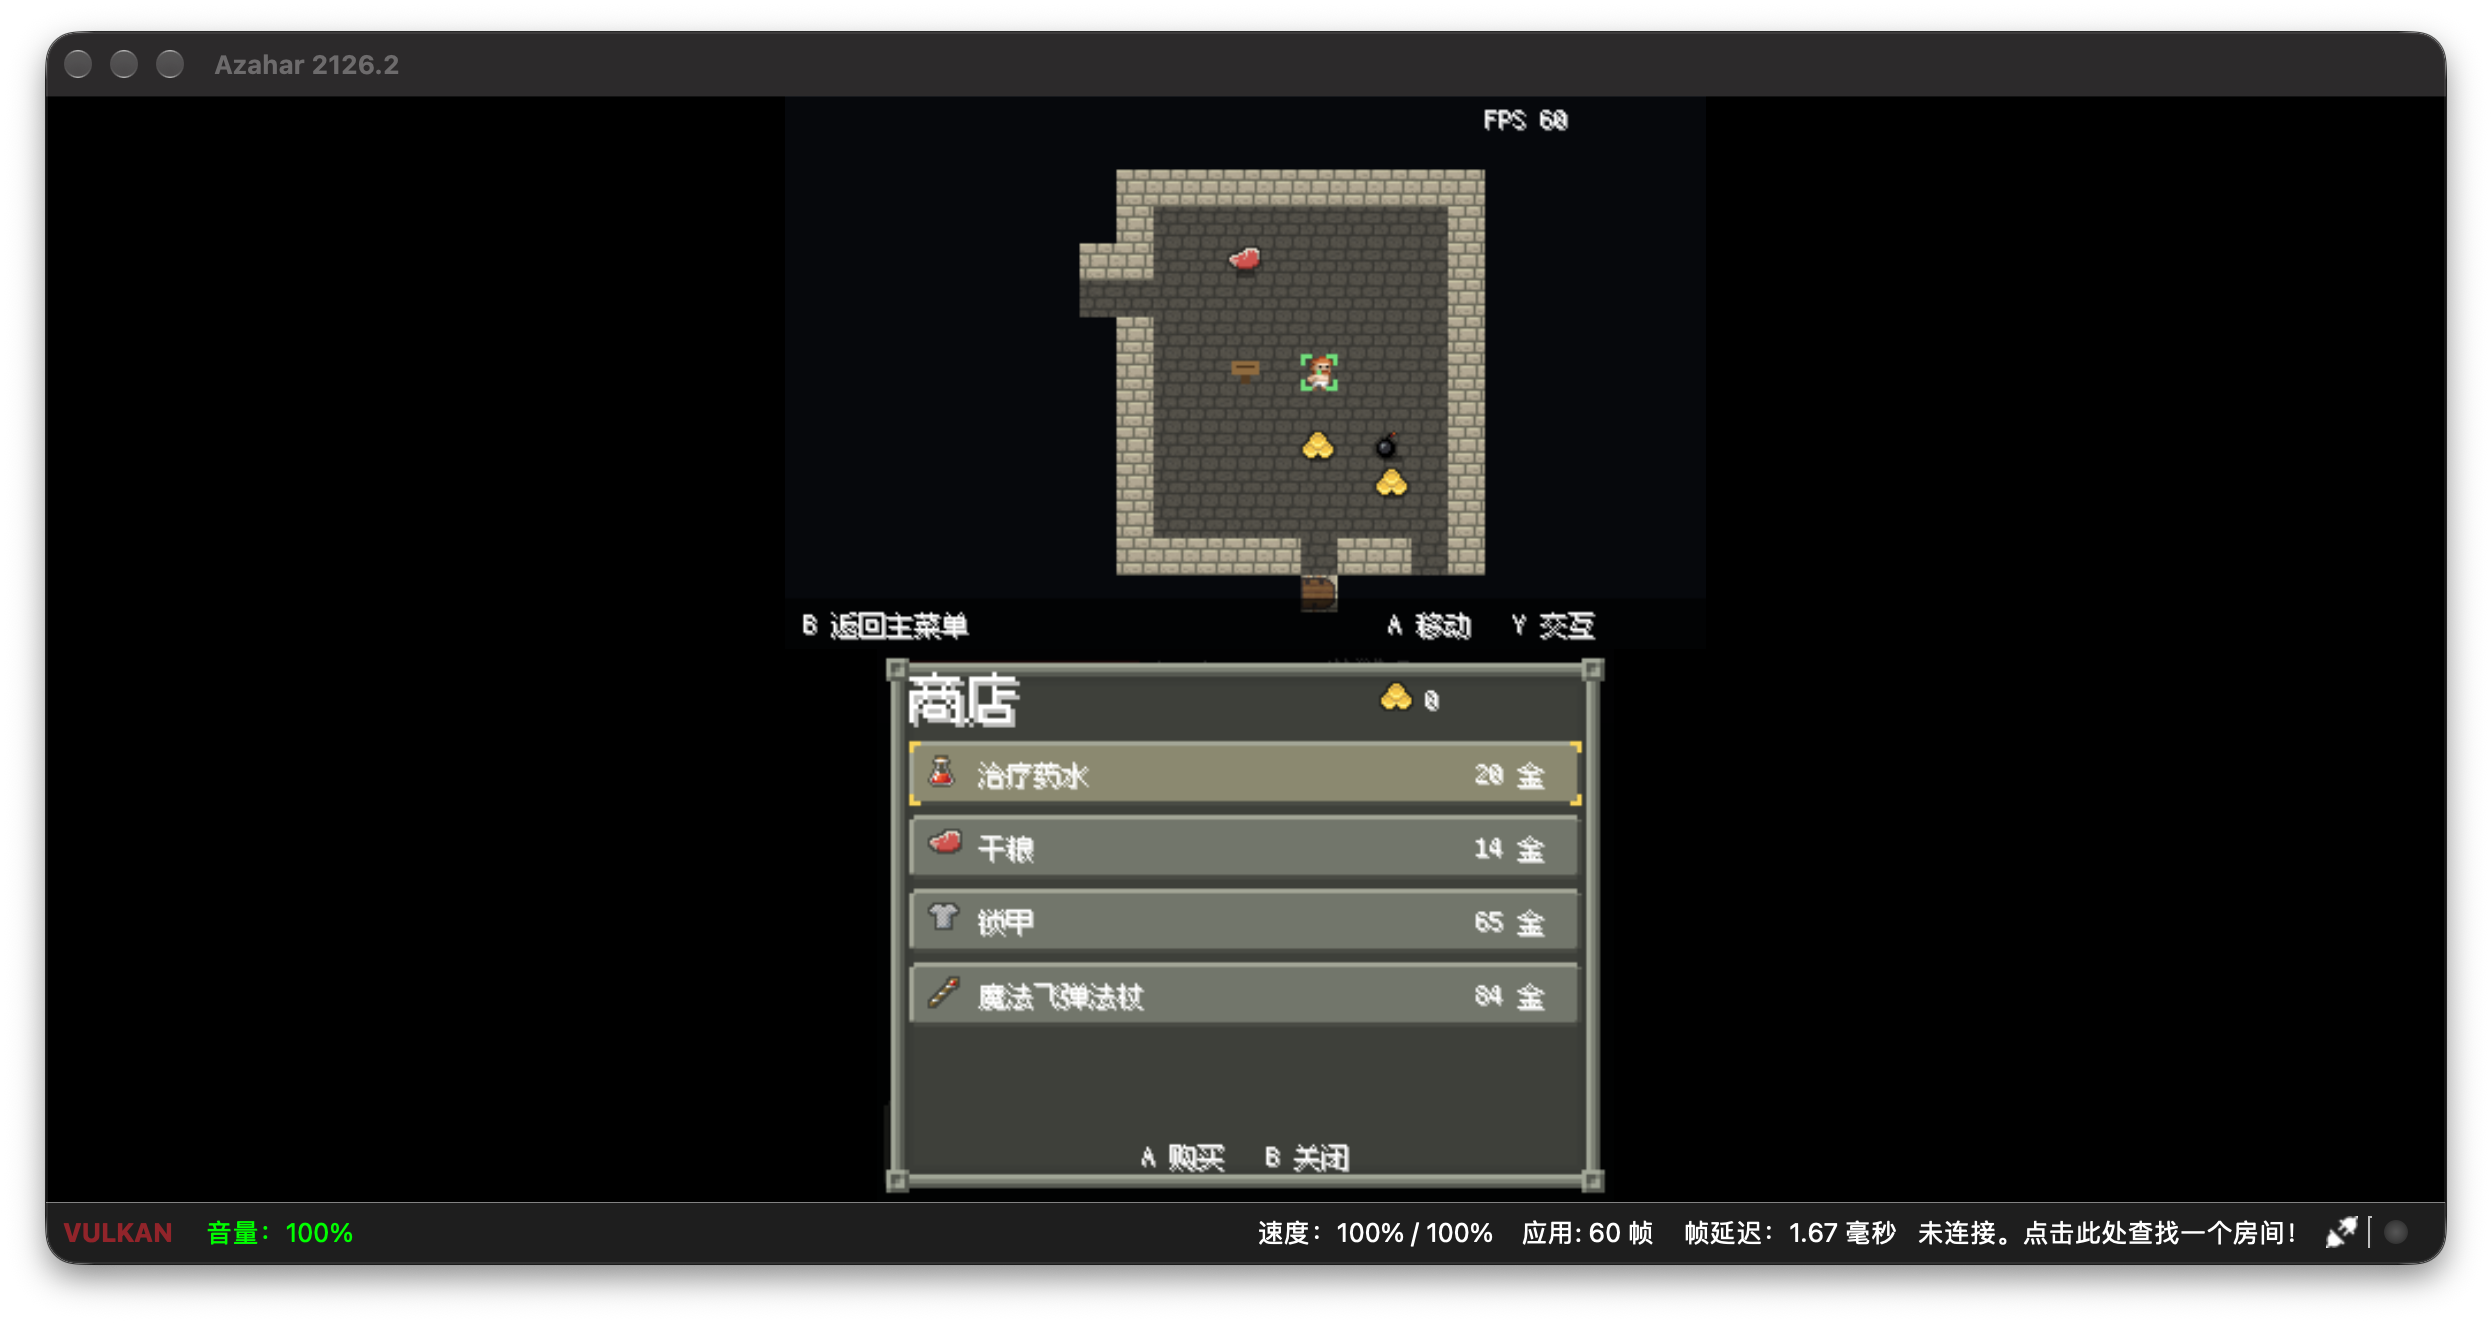 Azahar 2126.2
FPS 60
B 返回主菜单 A 移动 Y 交互
商店 0
治疗药水 20 金
干粮 14 金
锁甲 65 金
魔法飞弹法杖 84 金
A 购买 B 关闭
VULKAN 音量：100% 速度：100% / 100% 应用: 60 帧 帧延迟：1.67 毫秒 未连接。点击此处查找一个房间！